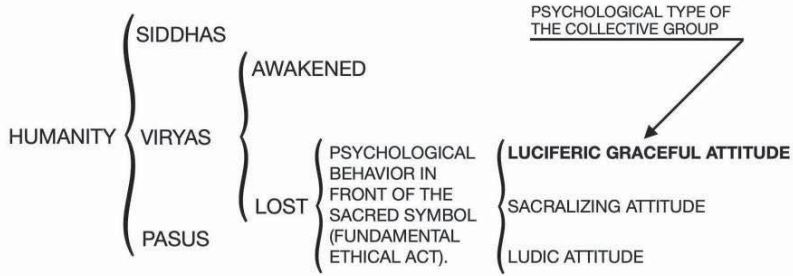 PSYCHOLOGICAL TYPE OF
THE COLLECTIVE GROUP
SIDDHAS
AWAKENED
HUMANITY
VIRYAS
PSYCHOLOGICAL
BEHAVIOR IN
FRONT OF THE
SACRED SYMBOL
(FUNDAMENTAL
ETHICAL ACT).
LUCIFERIC GRACEFUL ATTITUDE
LOST
SACRALIZING ATTITUDE
PASUS
LUDIC ATTITUDE